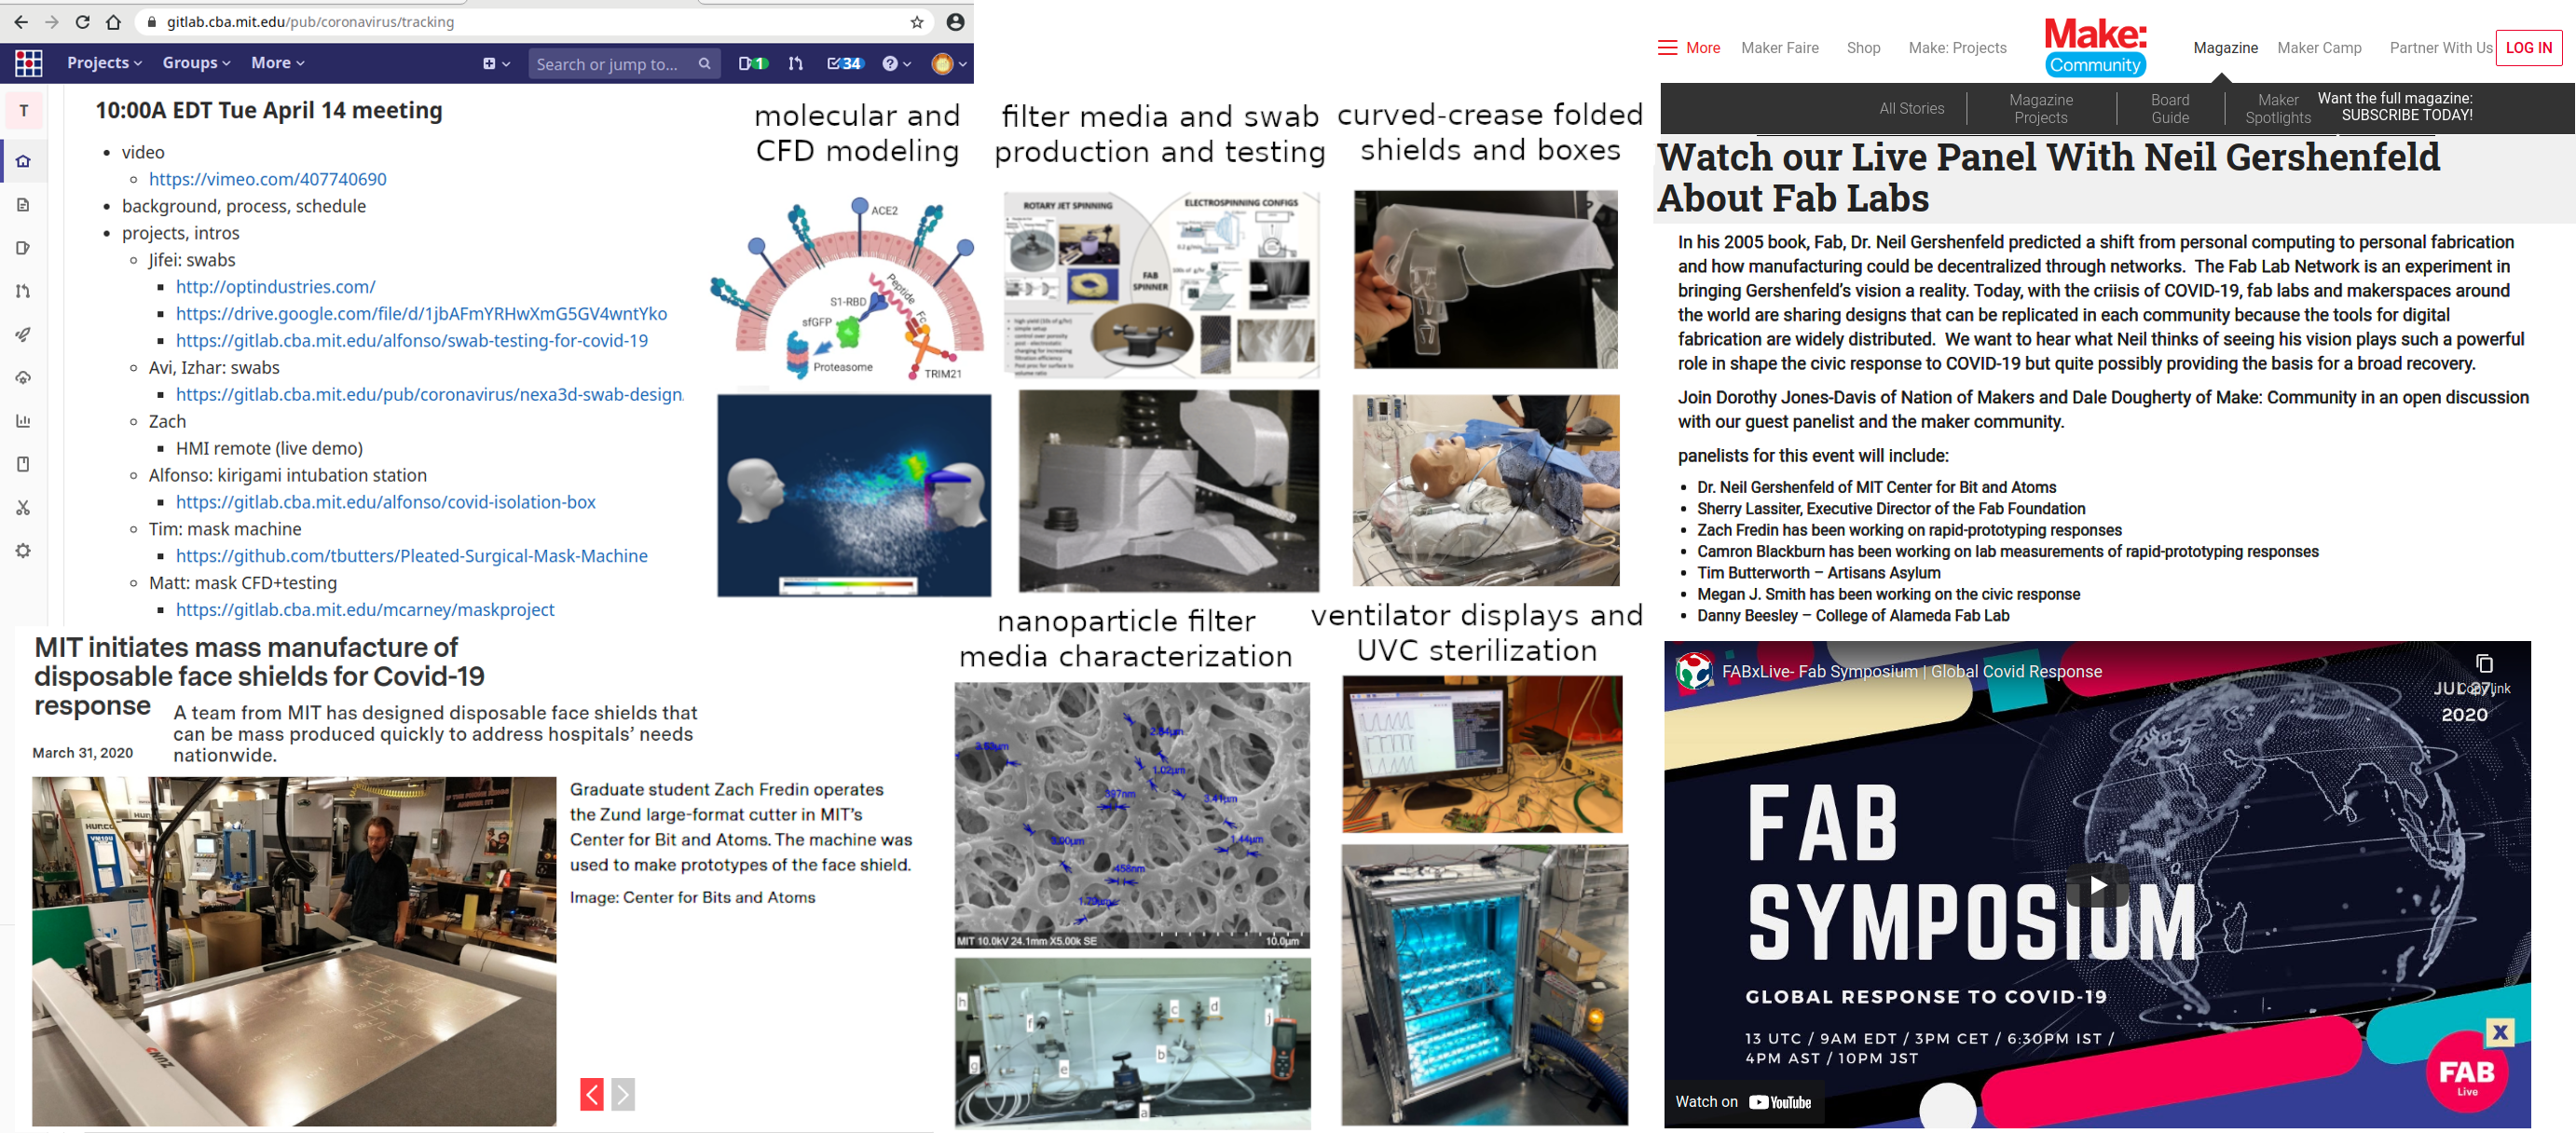 gitlab.cba.mit.edu/pub/coronavirus/tracking
Projects
Groups
More
Search or jump to...
1
34
T
10:00A EDT Tue April 14 meeting
video
https://vimeo.com/407740690
background, process, schedule
projects, intros
Jifei: swabs
http://optindustries.com/
https://drive.google.com/file/d/1jbAFmYRHwXmG5GV4wntYko
https://gitlab.cba.mit.edu/alfonso/swab-testing-for-covid-19
Avi, Izhar: swabs
https://gitlab.cba.mit.edu/pub/coronavirus/nexa3d-swab-design.
Zach
HMI remote (live demo)
Alfonso: kirigami intubation station
https://gitlab.cba.mit.edu/alfonso/covid-isolation-box
Tim: mask machine
https://github.com/tbutters/Pleated-Surgical-Mask-Machine
Matt: mask CFD+testing
https://gitlab.cba.mit.edu/mcarney/maskproject
MIT initiates mass manufacture of
disposable face shields for Covid-19
response
A team from MIT has designed disposable face shields that
can be mass produced quickly to address hospitals' needs
nationwide.
March 31, 2020
Graduate student Zach Fredin operates
the Zund large-format cutter in MIT's
Center for Bit and Atoms. The machine was
used to make prototypes of the face shield.
Image: Center for Bits and Atoms
molecular and
CFD modeling
ACE2
S1-RBD
Peptide
Fc
sfGFP
Proteasome
TRIM21
filter media and swab
production and testing
ROTARY JET SPINNING
ELECTROSPINNING CONFIGS
FAB
SPINNER
curved-crease folded
shields and boxes
nanoparticle filter
media characterization
1.02µm
397nm
3.41µm
1.44µm
458nm
MIT 10.0kV 24.1mm X5.00k SE
10.0µm
h
f
c
d
j
g
e
b
a
ventilator displays and
UVC sterilization
More
Maker Faire
Shop
Make: Projects
Make:
Community
Magazine
Maker Camp
Partner With Us
LOG IN
All Stories
Magazine
Projects
Board
Guide
Maker
Spotlights
Want the full magazine:
SUBSCRIBE TODAY!
Watch our Live Panel With Neil Gershenfeld
About Fab Labs
In his 2005 book, Fab, Dr. Neil Gershenfeld predicted a shift from personal computing to personal fabrication
and how manufacturing could be decentralized through networks. The Fab Lab Network is an experiment in
bringing Gershenfeld's vision a reality. Today, with the criisis of COVID-19, fab labs and makerspaces around
the world are sharing designs that can be replicated in each community because the tools for digital
fabrication are widely distributed. We want to hear what Neil thinks of seeing his vision plays such a powerful
role in shape the civic response to COVID-19 but quite possibly providing the basis for a broad recovery.
Join Dorothy Jones-Davis of Nation of Makers and Dale Dougherty of Make: Community in an open discussion
with our guest panelist and the maker community.
panelists for this event will include:
Dr. Neil Gershenfeld of MIT Center for Bit and Atoms
Sherry Lassiter, Executive Director of the Fab Foundation
Zach Fredin has been working on rapid-prototyping responses
Camron Blackburn has been working on lab measurements of rapid-prototyping responses
Tim Butterworth – Artisans Asylum
Megan J. Smith has been working on the civic response
Danny Beesley – College of Alameda Fab Lab
FABxLive- Fab Symposium | Global Covid Response
Copy link
JUL 27,
2020
FAB
SYMPOSIUM
GLOBAL RESPONSE TO COVID-19
13 UTC / 9AM EDT / 3PM CET / 6:30PM IST /
4PM AST / 10PM JST
Watch on YouTube
X
FAB
Live